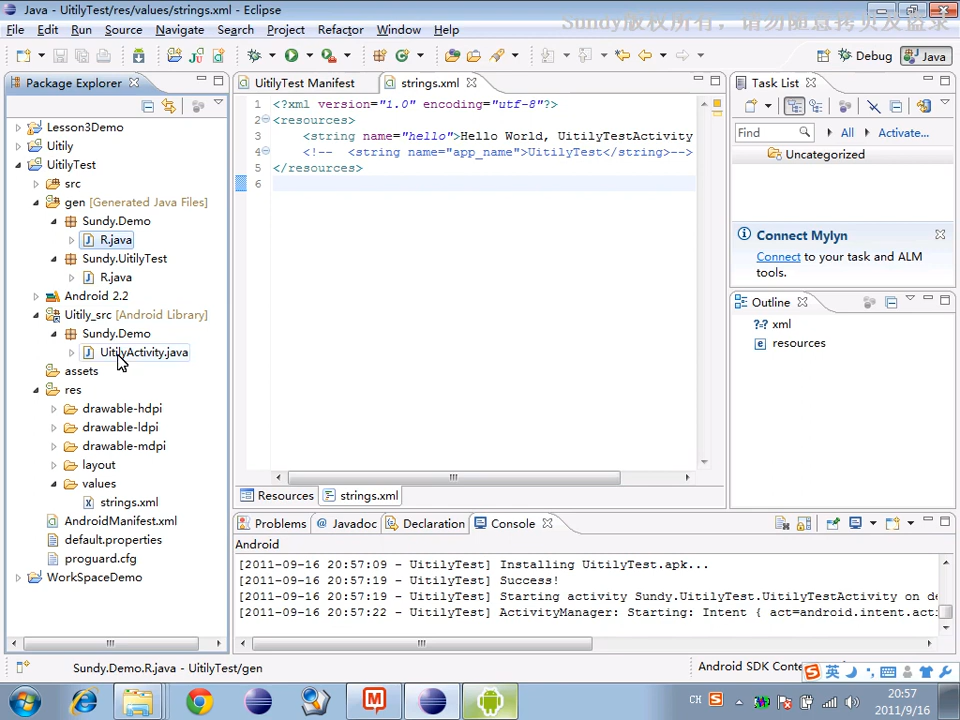 Java - UitilyTest/res/values/strings.xml - Eclipse
Sundy版权所有，请勿随意拷贝及盗录
File Edit Run Source Navigate Search Project Refactor Window Help
Debug Java
Package Explorer
Lesson3Demo
Uitily
UitilyTest
src
gen [Generated Java Files]
Sundy.Demo
R.java
Sundy.UitilyTest
R.java
Android 2.2
Uitily_src [Android Library]
Sundy.Demo
UitilyActivity.java
assets
res
drawable-hdpi
drawable-ldpi
drawable-mdpi
layout
values
strings.xml
AndroidManifest.xml
default.properties
proguard.cfg
WorkSpaceDemo
UitilyTest Manifest
strings.xml
1 <?xml version="1.0" encoding="utf-8"?>
2 <resources>
3 <string name="hello">Hello World, UitilyTestActivity
4 <!-- <string name="app_name">UitilyTest</string>-->
5 </resources>
6
Resources
strings.xml
Task List
Find
All
Activate...
Uncategorized
Connect Mylyn
Connect to your task and ALM
tools.
Outline
?-? xml
resources
Problems
Javadoc
Declaration
Console
Android
[2011-09-16 20:57:09 - UitilyTest] Installing UitilyTest.apk...
[2011-09-16 20:57:19 - UitilyTest] Success!
[2011-09-16 20:57:19 - UitilyTest] Starting activity Sundy.UitilyTest.UitilyTestActivity on de
[2011-09-16 20:57:22 - UitilyTest] ActivityManager: Starting: Intent { act=android.intent.acti
Sundy.Demo.R.java - UitilyTest/gen
Android SDK Conte
英
CH
20:57
2011/9/16